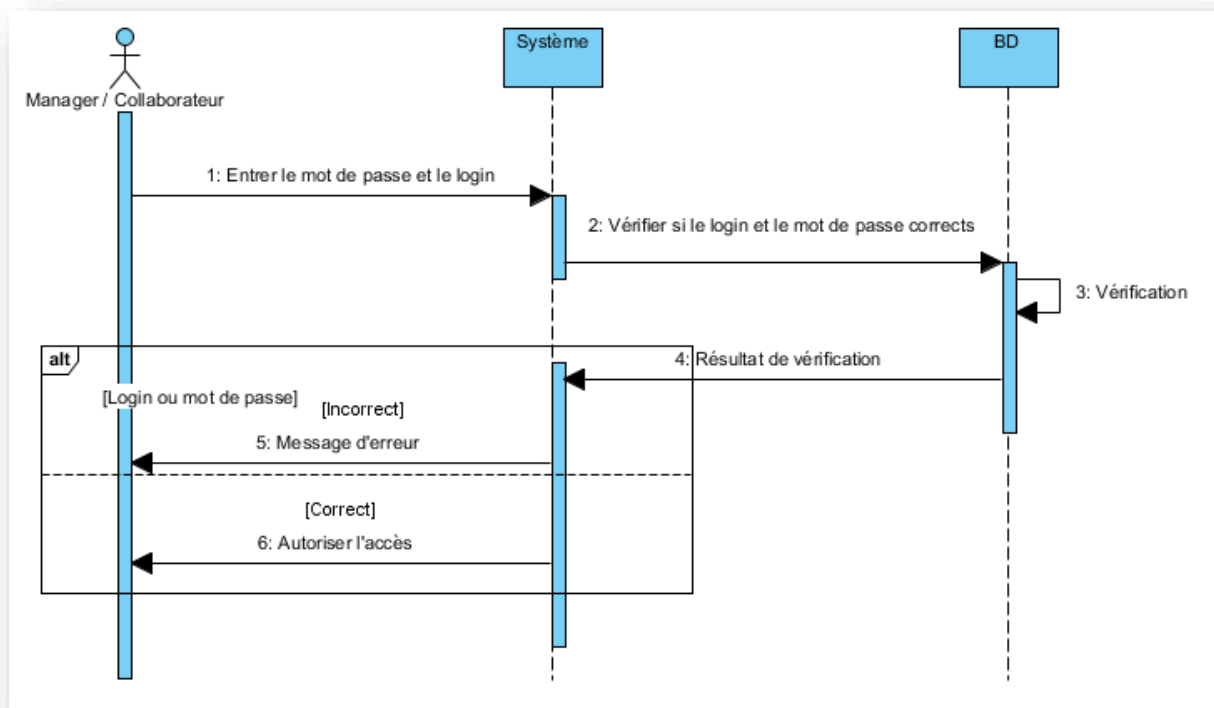 Système
BD
Manager / Collaborateur
1: Entrer le mot de passe et le login
2: Vérifier si le login et le mot de passe corrects
3: Vérification
alt
4: Résultat de vérification
[Login ou mot de passe]
[Incorrect]
5: Message d'erreur
[Correct]
6: Autoriser l'accès